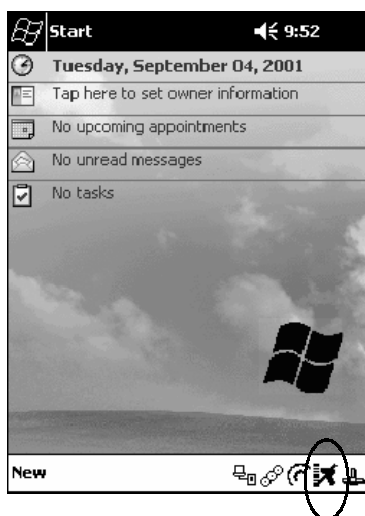 Start 9:52
Tuesday, September 04, 2001
Tap here to set owner information
No upcoming appointments
No unread messages
No tasks
New